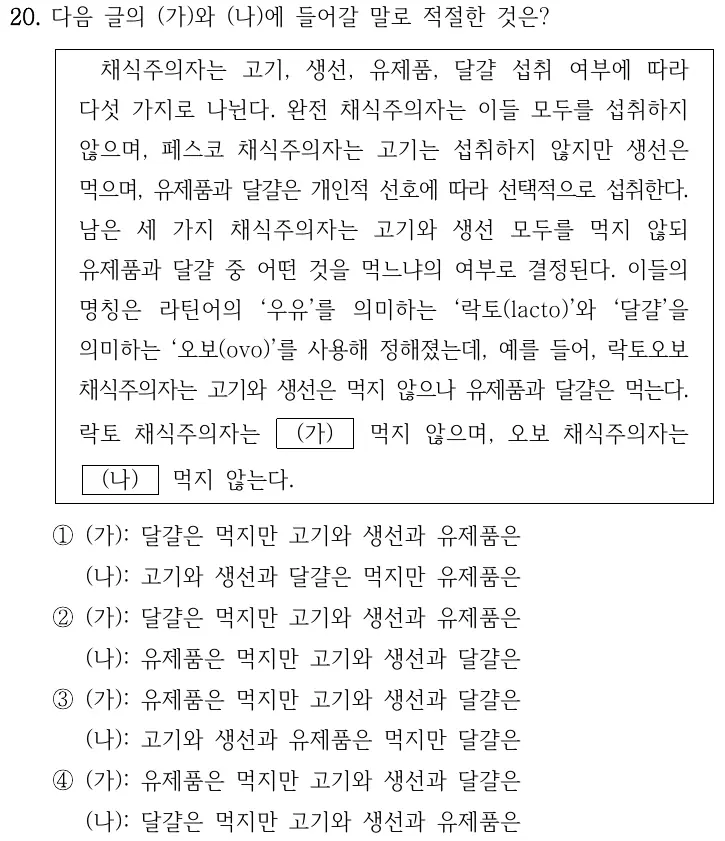 20. 다음 글의 (가)와 (나)에 들어갈 말로 적절한 것은?
채식주의자는 고기, 생선, 유제품, 달걀 섭취 여부에 따라
다섯 가지로 나뉜다. 완전 채식주의자는 이들 모두를 섭취하지
않으며, 페스코 채식주의자는 고기는 섭취하지 않지만 생선은
먹으며, 유제품과 달걀은 개인적 선호에 따라 선택적으로 섭취한다.
남은 세 가지 채식주의자는 고기와 생선 모두를 먹지 않되
유제품과 달걀 중 어떤 것을 먹느냐의 여부로 결정된다. 이들의
명칭은 라틴어의 ‘우유’를 의미하는 ‘락토(lacto)’와 ‘달걀’을
의미하는 ‘오보(ovo)’를 사용해 정해졌는데, 예를 들어, 락토오보
채식주의자는 고기와 생선은 먹지 않으나 유제품과 달걀은 먹는다.
락토 채식주의자는 (가) 먹지 않으며, 오보 채식주의자는
(나) 먹지 않는다.
① (가): 달걀은 먹지만 고기와 생선과 유제품은
(나): 고기와 생선과 달걀은 먹지만 유제품은
② (가): 달걀은 먹지만 고기와 생선과 유제품은
(나): 유제품은 먹지만 고기와 생선과 달걀은
③ (가): 유제품은 먹지만 고기와 생선과 달걀은
(나): 고기와 생선과 유제품은 먹지만 달걀은
④ (가): 유제품은 먹지만 고기와 생선과 달걀은
(나): 달걀은 먹지만 고기와 생선과 유제품은